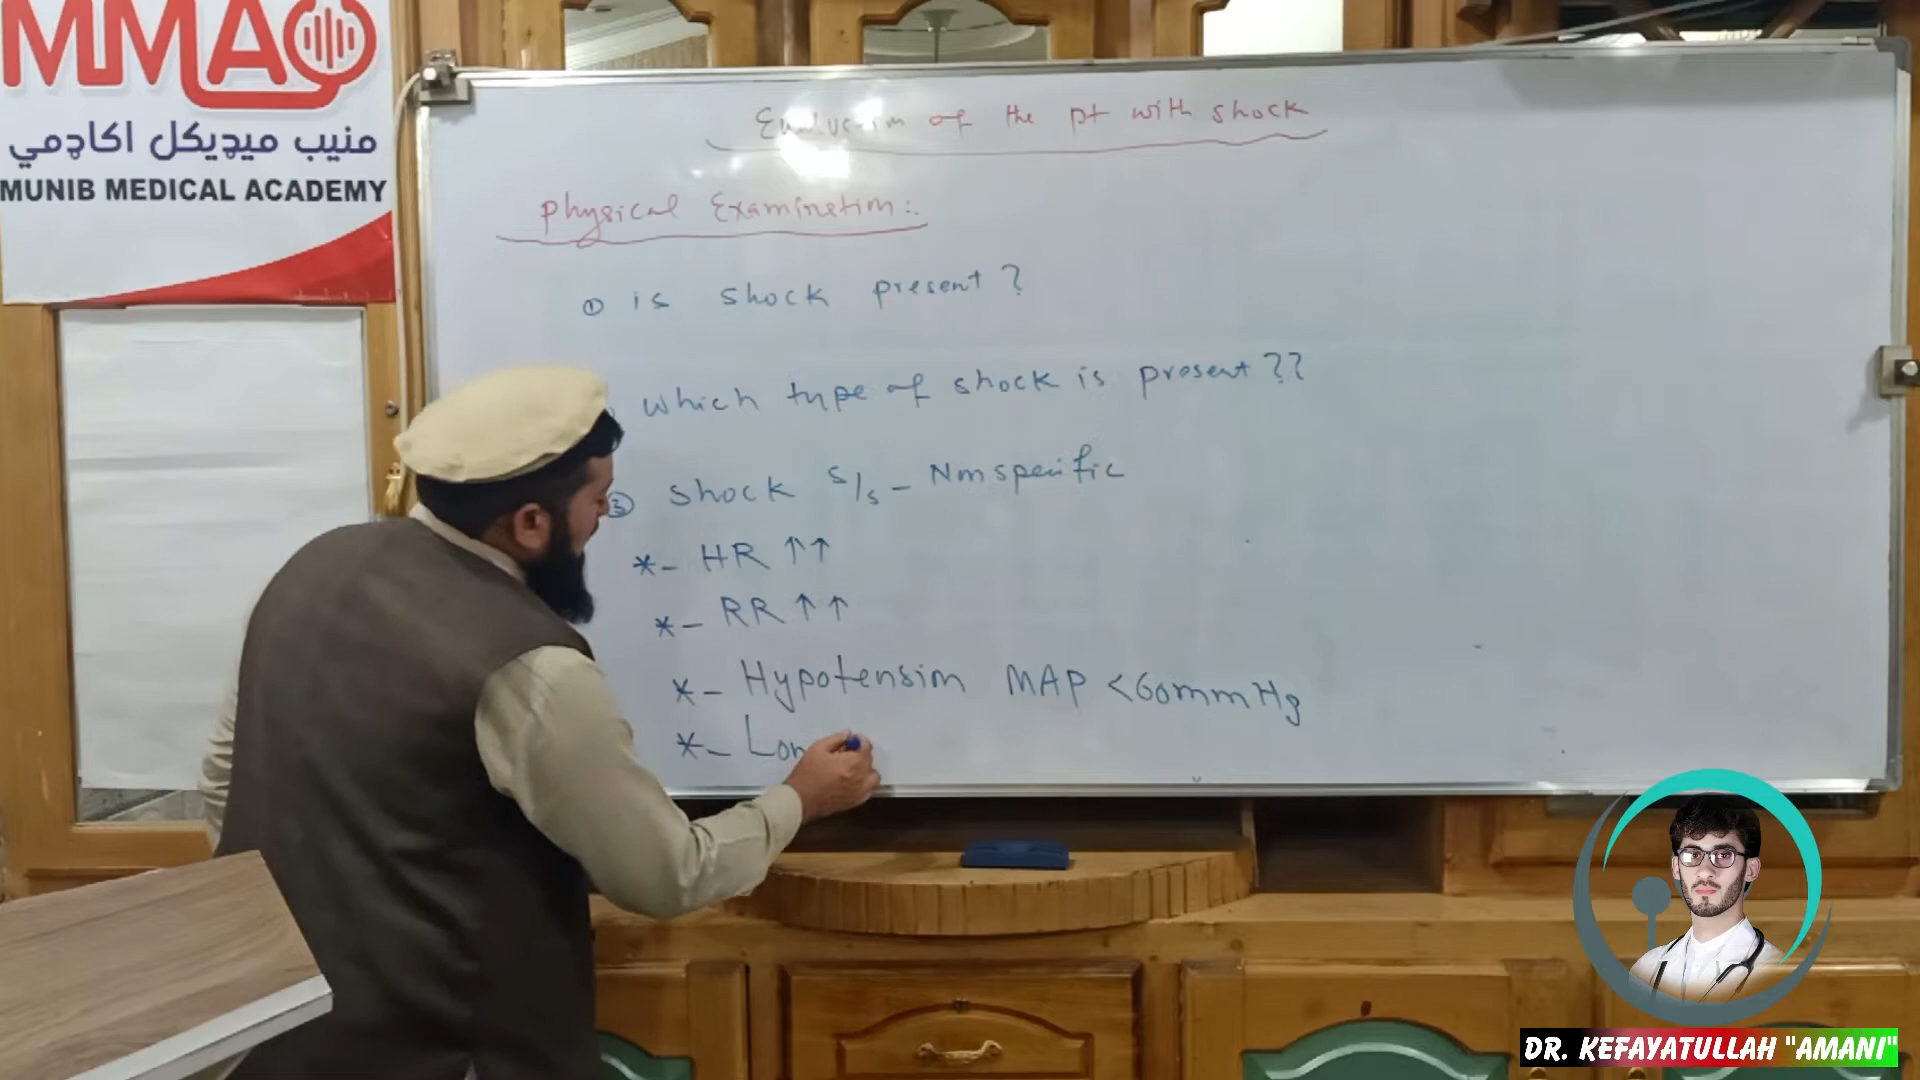 MMA
منیب میډیکل اکاډمي
MUNIB MEDICAL ACADEMY
Evaluation of the pt with shock
Physical Examination:.
① is shock present ?
Which type of shock is present ??
③ shock s/s - Nonspecific
*- HR ↑↑
*- RR ↑↑
*- Hypotension MAP <60mmHg
*- Lon
DR. KEFAYATULLAH "AMANI"